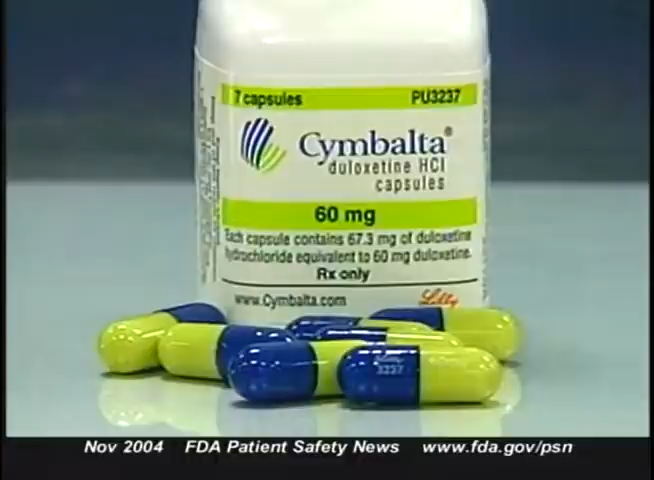 7 capsules PU3237
Cymbalta®
duloxetine HCl
capsules
60 mg
Each capsule contains 67.3 mg of duloxetine
hydrochloride equivalent to 60 mg duloxetine.
Rx only
www.Cymbalta.com Lilly
Lilly
3237
Nov 2004 FDA Patient Safety News www.fda.gov/psn